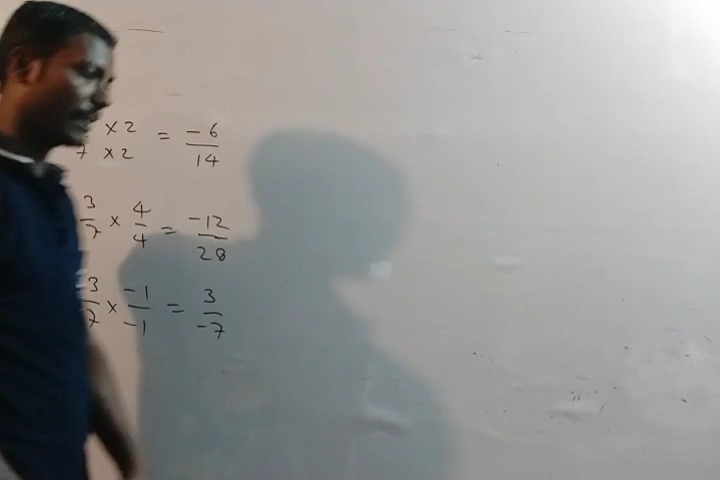 ×2 = -6
7 ×2 14
3/7 × 4/4 = -12/28
-3/7 × -1/-1 = 3/-7